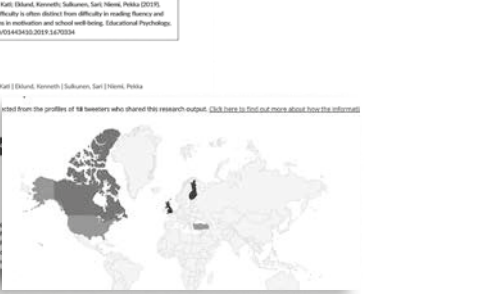 Kati; Eklund, Kenneth; Sulkunen, Sari; Niemi, Pekka (2019).
difficulty is often distinct from difficulty in reading fluency and
in motivation and school well-being. Educational Psychology,
/01443410.2019.1670334
Kati | Eklund, Kenneth | Sulkunen, Sari | Niemi, Pekka
ected from the profiles of 18 tweeters who shared this research output. Click here to find out more about how the informati